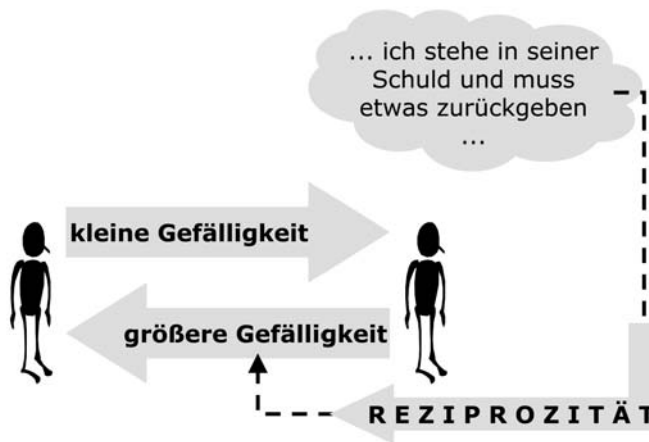 ... ich stehe in seiner
Schuld und muss
etwas zurückgeben
...
kleine Gefälligkeit
größere Gefälligkeit
REZIPROZITÄT